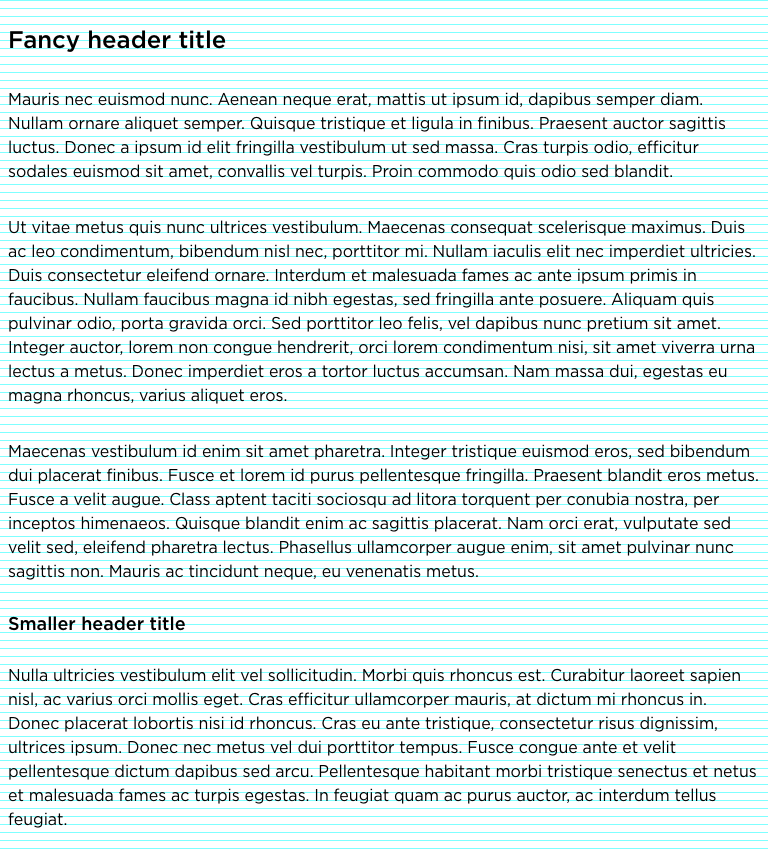 Fancy header title
Mauris nec euismod nunc. Aenean neque erat, mattis ut ipsum id, dapibus semper diam.
Nullam ornare aliquet semper. Quisque tristique et ligula in finibus. Praesent auctor sagittis
luctus. Donec a ipsum id elit fringilla vestibulum ut sed massa. Cras turpis odio, efficitur
sodales euismod sit amet, convallis vel turpis. Proin commodo quis odio sed blandit.
Ut vitae metus quis nunc ultrices vestibulum. Maecenas consequat scelerisque maximus. Duis
ac leo condimentum, bibendum nisl nec, porttitor mi. Nullam iaculis elit nec imperdiet ultricies.
Duis consectetur eleifend ornare. Interdum et malesuada fames ac ante ipsum primis in
faucibus. Nullam faucibus magna id nibh egestas, sed fringilla ante posuere. Aliquam quis
pulvinar odio, porta gravida orci. Sed porttitor leo felis, vel dapibus nunc pretium sit amet.
Integer auctor, lorem non congue hendrerit, orci lorem condimentum nisi, sit amet viverra urna
lectus a metus. Donec imperdiet eros a tortor luctus accumsan. Nam massa dui, egestas eu
magna rhoncus, varius aliquet eros.
Maecenas vestibulum id enim sit amet pharetra. Integer tristique euismod eros, sed bibendum
dui placerat finibus. Fusce et lorem id purus pellentesque fringilla. Praesent blandit eros metus.
Fusce a velit augue. Class aptent taciti sociosqu ad litora torquent per conubia nostra, per
inceptos himenaeos. Quisque blandit enim ac sagittis placerat. Nam orci erat, vulputate sed
velit sed, eleifend pharetra lectus. Phasellus ullamcorper augue enim, sit amet pulvinar nunc
sagittis non. Mauris ac tincidunt neque, eu venenatis metus.
Smaller header title
Nulla ultricies vestibulum elit vel sollicitudin. Morbi quis rhoncus est. Curabitur laoreet sapien
nisl, ac varius orci mollis eget. Cras efficitur ullamcorper mauris, at dictum mi rhoncus in.
Donec placerat lobortis nisi id rhoncus. Cras eu ante tristique, consectetur risus dignissim,
ultrices ipsum. Donec nec metus vel dui porttitor tempus. Fusce congue ante et velit
pellentesque dictum dapibus sed arcu. Pellentesque habitant morbi tristique senectus et netus
et malesuada fames ac turpis egestas. In feugiat quam ac purus auctor, ac interdum tellus
feugiat.